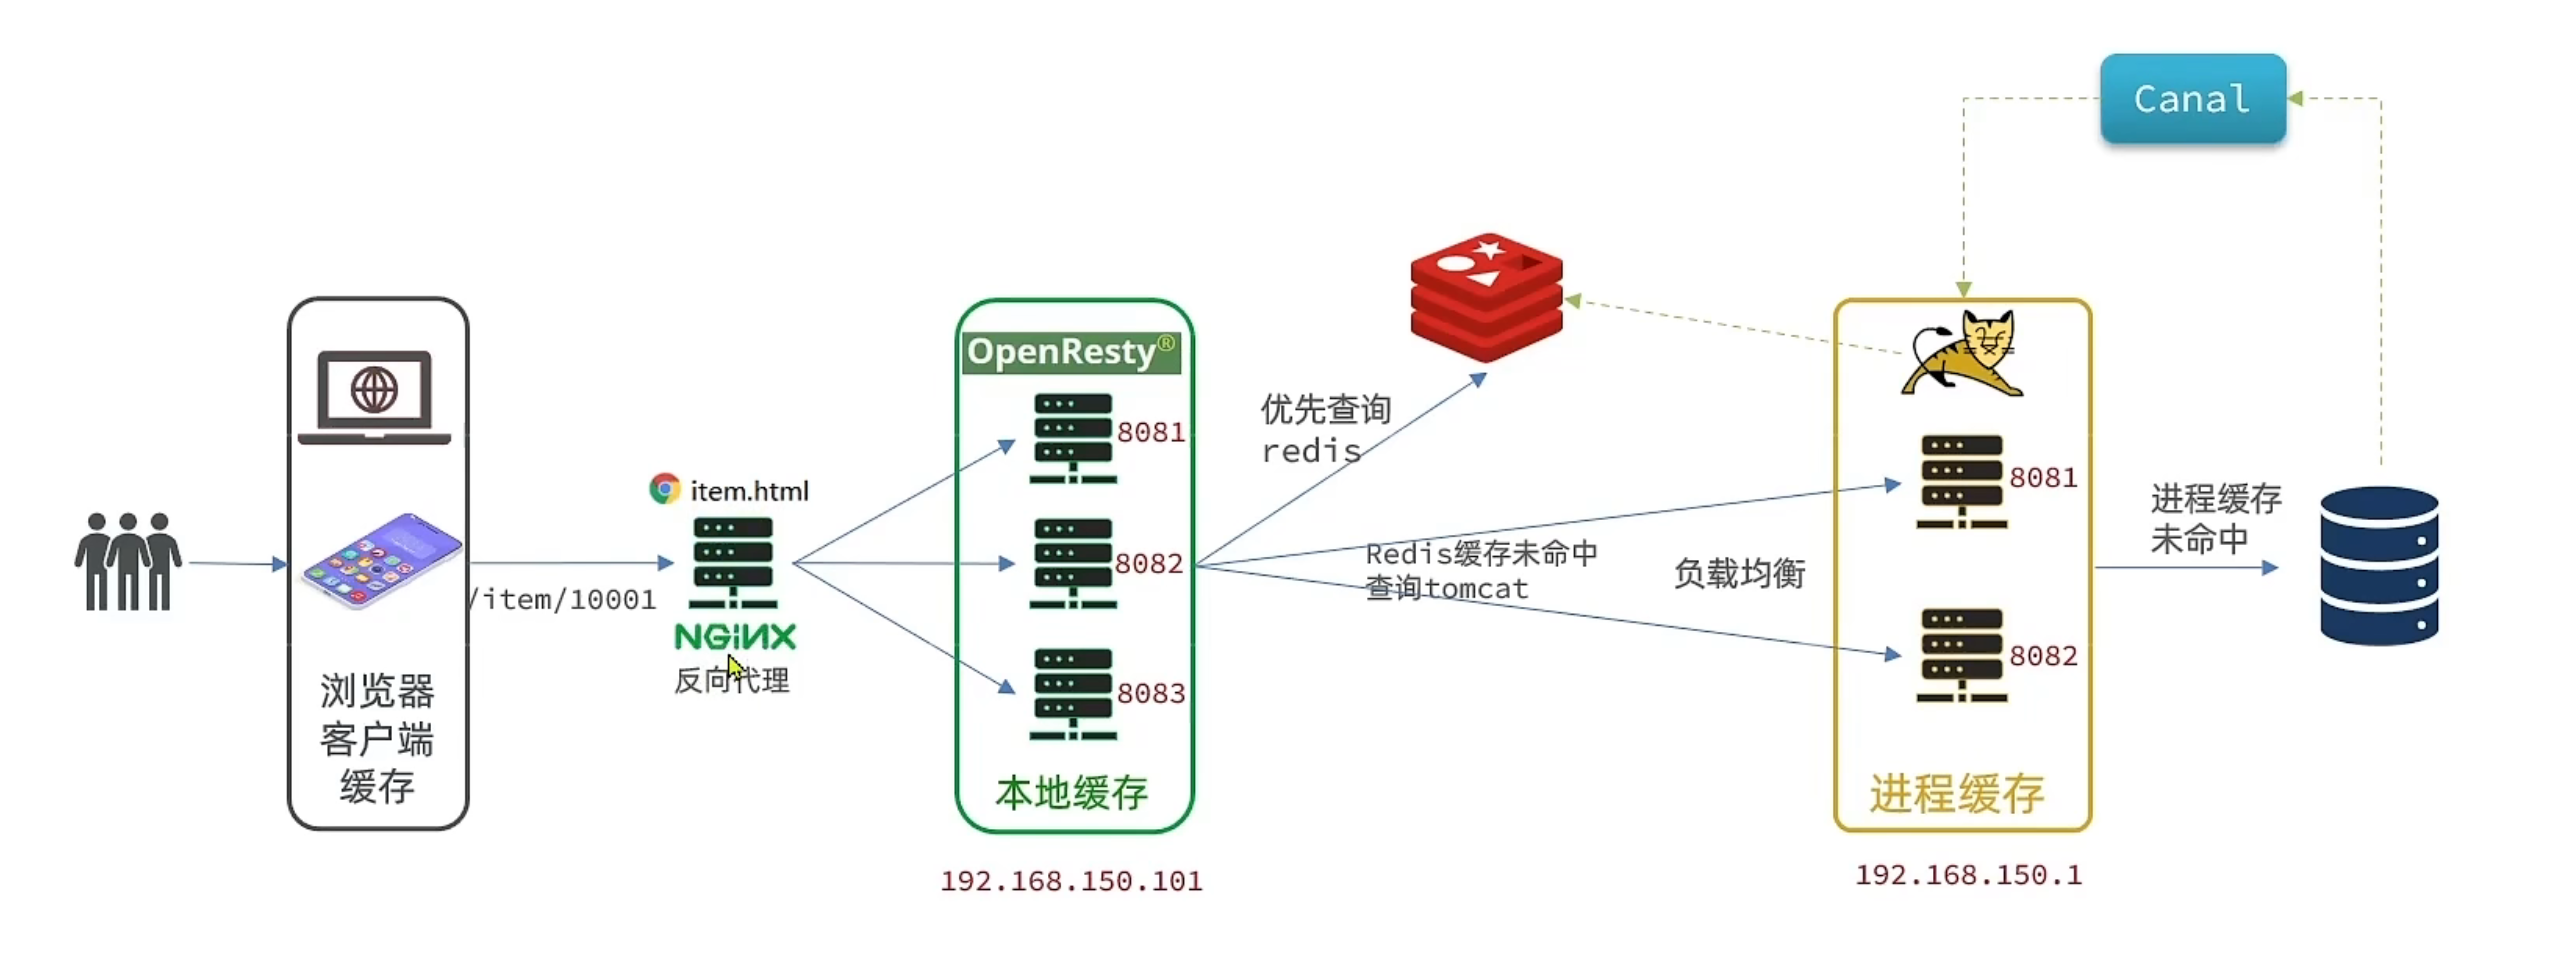 Canal
OpenResty®
8081
8082
8083
本地缓存
192.168.150.101
浏览器
客户端
缓存
/item/10001
item.html
NGiNX
反向代理
优先查询
redis
Redis缓存未命中
查询tomcat
负载均衡
8081
8082
进程缓存
192.168.150.1
进程缓存
未命中